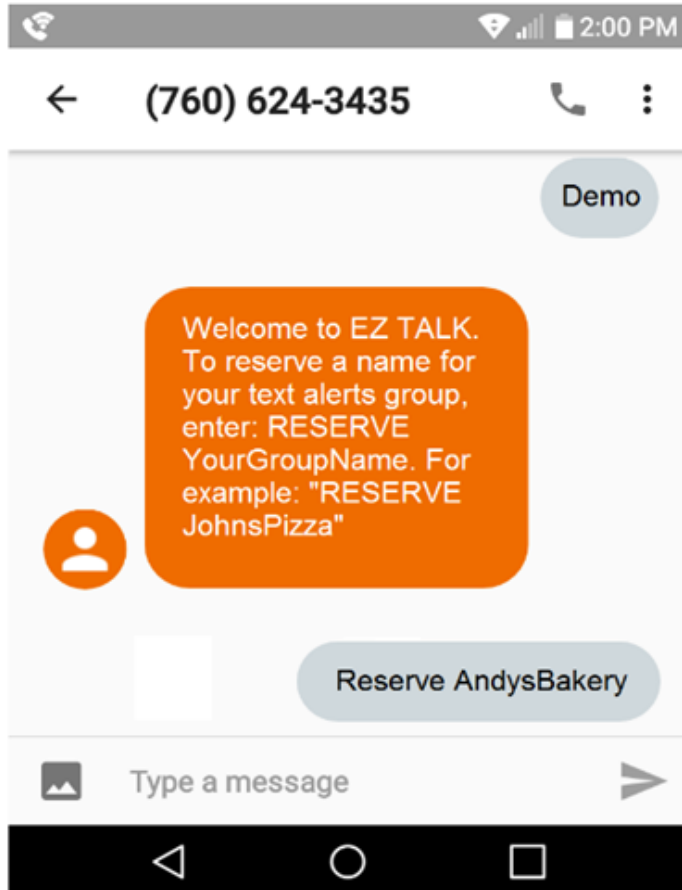 2:00 PM
(760) 624-3435
Demo
Welcome to EZ TALK.
To reserve a name for
your text alerts group,
enter: RESERVE
YourGroupName. For
example: "RESERVE
JohnsPizza"
Reserve AndysBakery
Type a message